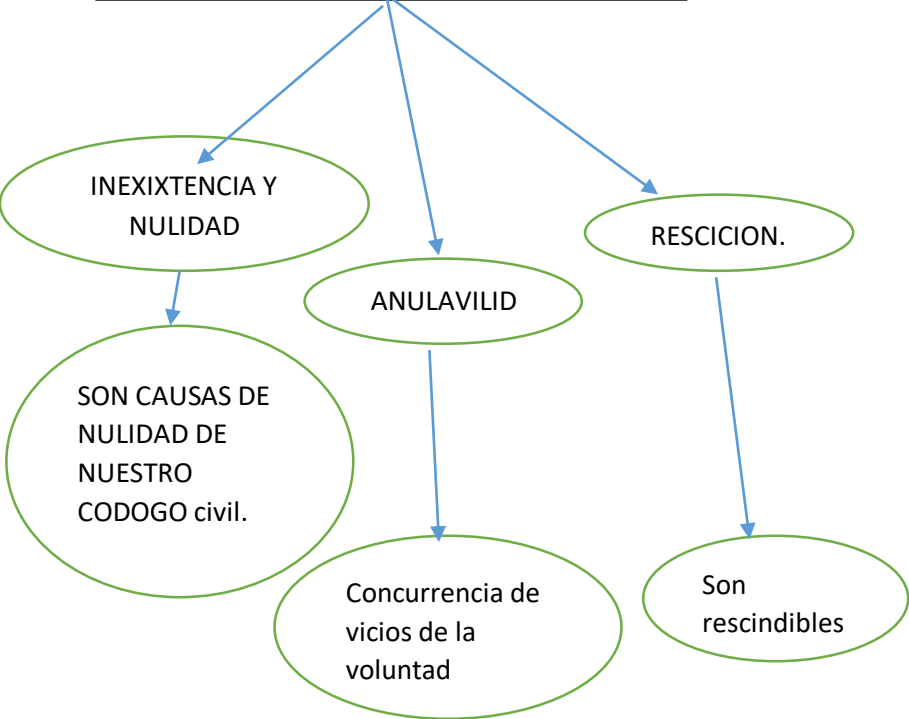 INEXIXTENCIA Y
NULIDAD
RESCICION.
ANULAVILID
SON CAUSAS DE
NULIDAD DE
NUESTRO
CODOGO civil.
Concurrencia de
vicios de la
voluntad
Son
rescindibles